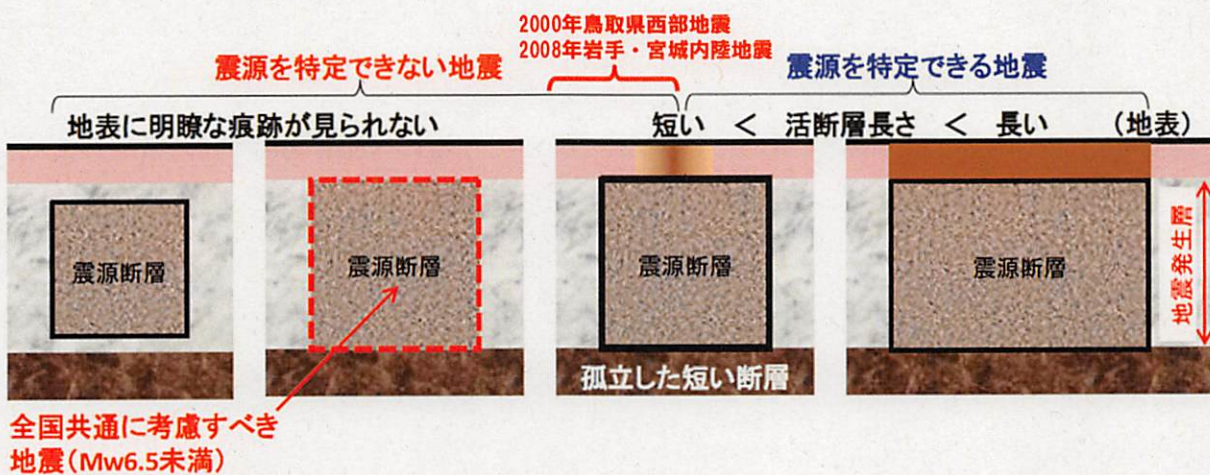 2000年鳥取県西部地震
2008年岩手・宮城内陸地震
震源を特定できない地震
震源を特定できる地震
地表に明瞭な痕跡が見られない
短い ＜ 活断層長さ ＜ 長い （地表）
震源断層
震源断層
震源断層
震源断層
地震発生層
孤立した短い断層
全国共通に考慮すべき
地震（Mw6.5未満）